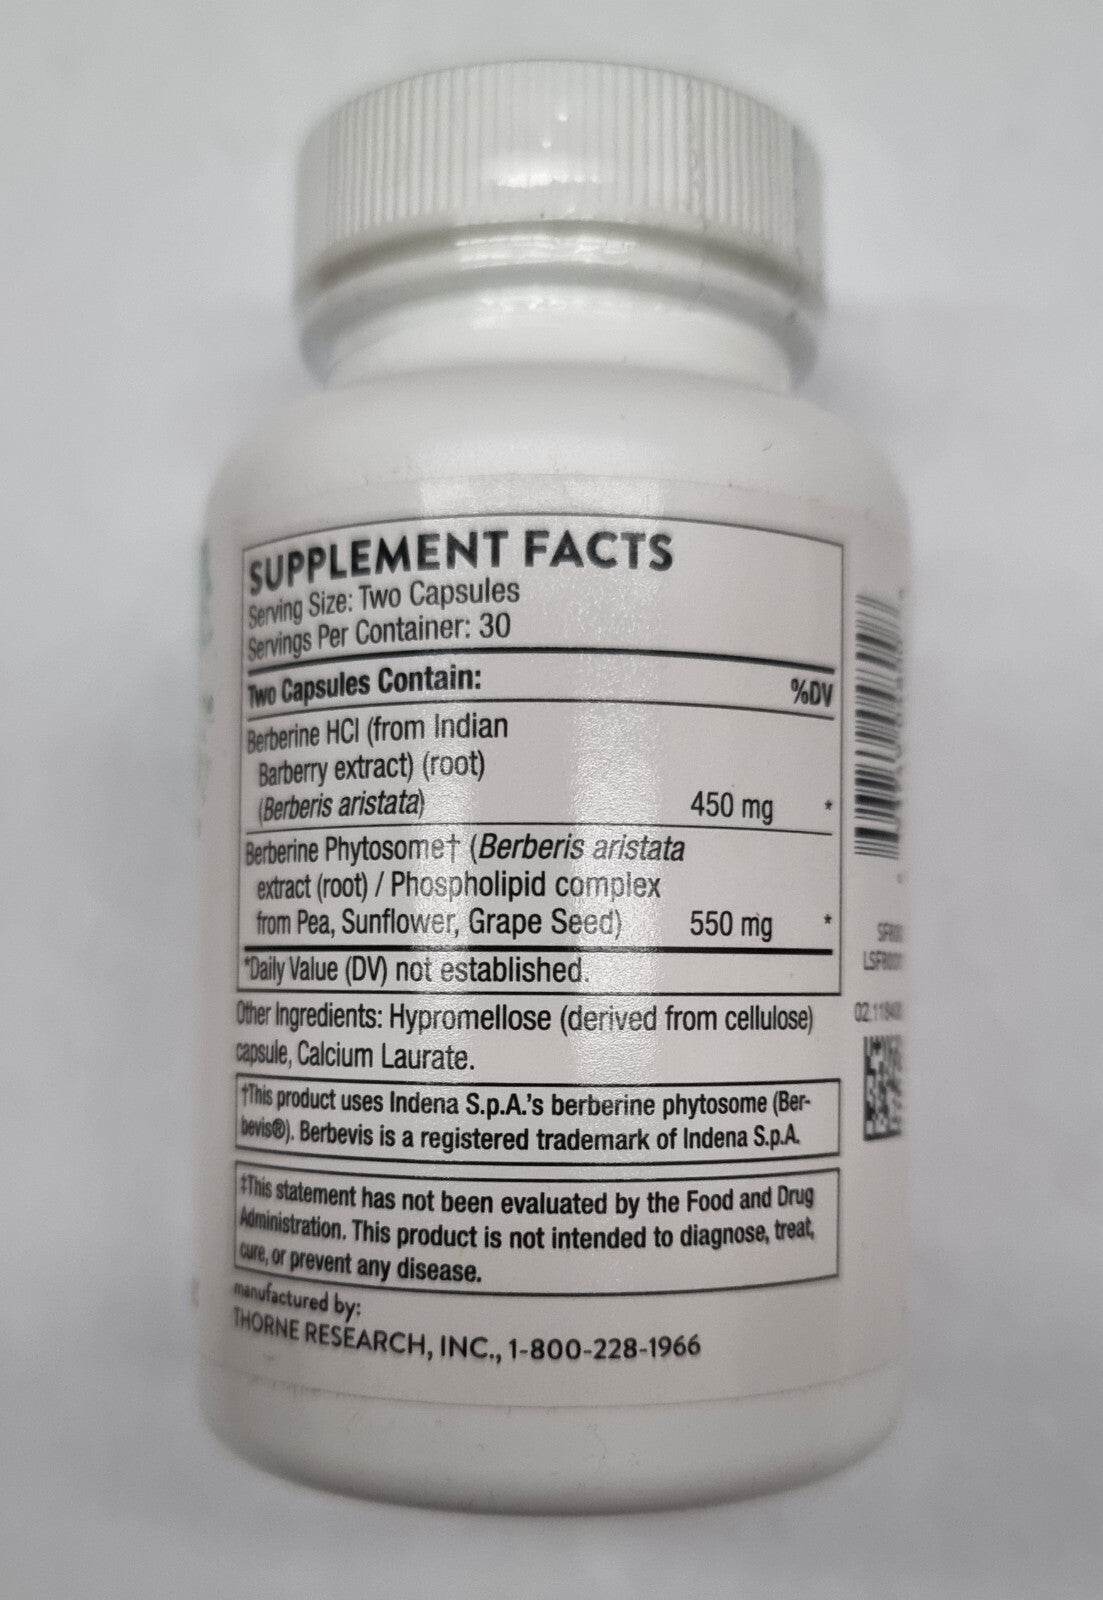 SUPPLEMENT FACTS
Serving Size: Two Capsules
Servings Per Container: 30
Two Capsules Contain: %DV
Berberine HCl (from Indian
Barberry extract) (root)
(Berberis aristata) 450 mg *
Berberine Phytosome† (Berberis aristata
extract (root) / Phospholipid complex
from Pea, Sunflower, Grape Seed) 550 mg *
*Daily Value (DV) not established.
Other Ingredients: Hypromellose (derived from cellulose)
capsule, Calcium Laurate.
†This product uses Indena S.p.A.'s berberine phytosome (Ber-
bevis®). Berbevis is a registered trademark of Indena S.p.A.
‡This statement has not been evaluated by the Food and Drug
Administration. This product is not intended to diagnose, treat,
cure, or prevent any disease.
manufactured by:
THORNE RESEARCH, INC., 1-800-228-1966